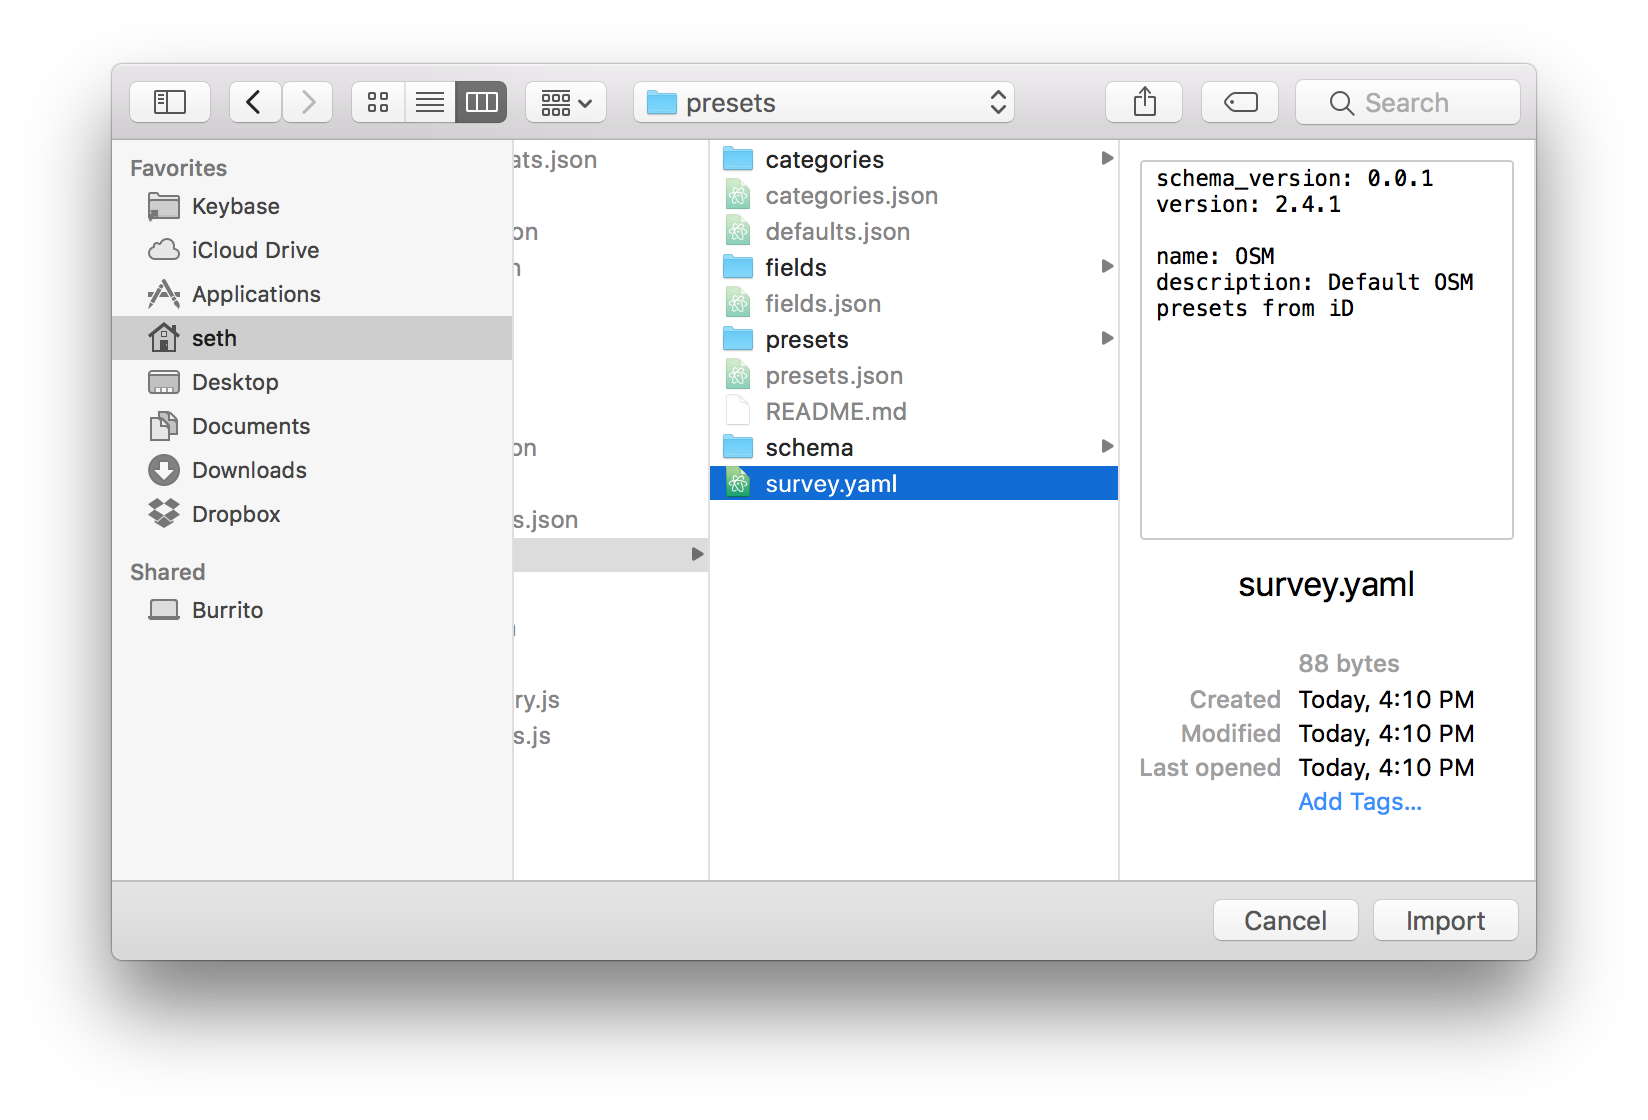 presets
Search
Favorites
Keybase
iCloud Drive
Applications
seth
Desktop
Documents
Downloads
Dropbox
Shared
Burrito
ats.json
on
on
s.json
ry.js
s.js
categories
categories.json
defaults.json
fields
fields.json
presets
presets.json
README.md
schema
survey.yaml
schema_version: 0.0.1
version: 2.4.1
name: OSM
description: Default OSM
presets from iD
survey.yaml
88 bytes
Created Today, 4:10 PM
Modified Today, 4:10 PM
Last opened Today, 4:10 PM
Add Tags...
Cancel
Import